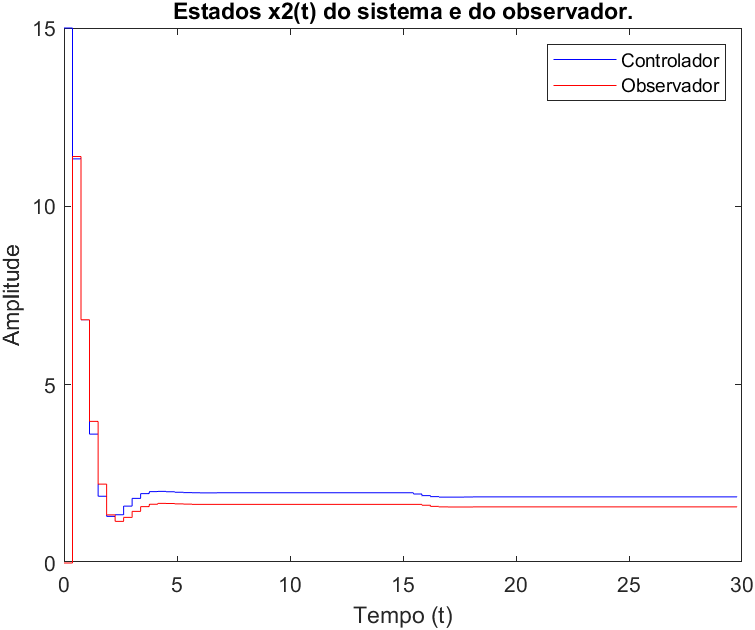 Estados x2(t) do sistema e do observador.
Controlador
Observador
15
10
5
0
Amplitude
0
5
10
15
20
25
30
Tempo (t)